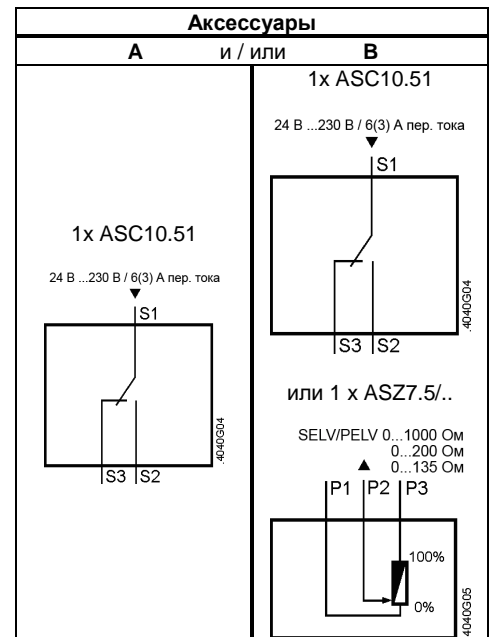 Аксессуары
A и / или B
1x ASC10.51
24 В ...230 В / 6(3) А пер. тока
S1
S3 S2
.4040G04
1x ASC10.51
24 В ...230 В / 6(3) А пер. тока
S1
S3 S2
.4040G04
или 1 x ASZ7.5/..
SELV/PELV 0...1000 Ом
0...200 Ом
0...135 Ом
P1 P2 P3
100%
0%
4040G05